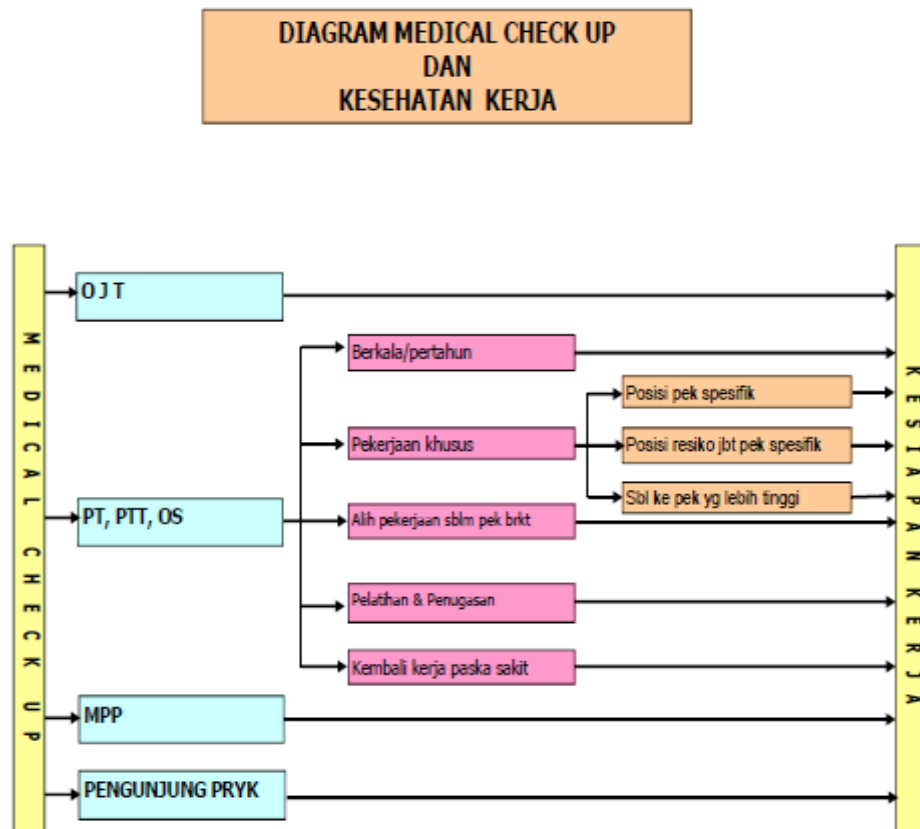 DIAGRAM MEDICAL CHECK UP
DAN
KESEHATAN KERJA
MEDICAL CHECK UP
O J T
Berkala/pertahun
Posisi pek spesifik
Pekerjaan khusus
Posisi resiko jbt pek spesifik
Sbl ke pek yg lebih tinggi
PT, PTT, OS
Alih pekerjaan sblm pek brkt
Pelatihan & Penugasan
Kembali kerja paska sakit
MPP
PENGUNJUNG PRYK
KESIAPAN KERJA